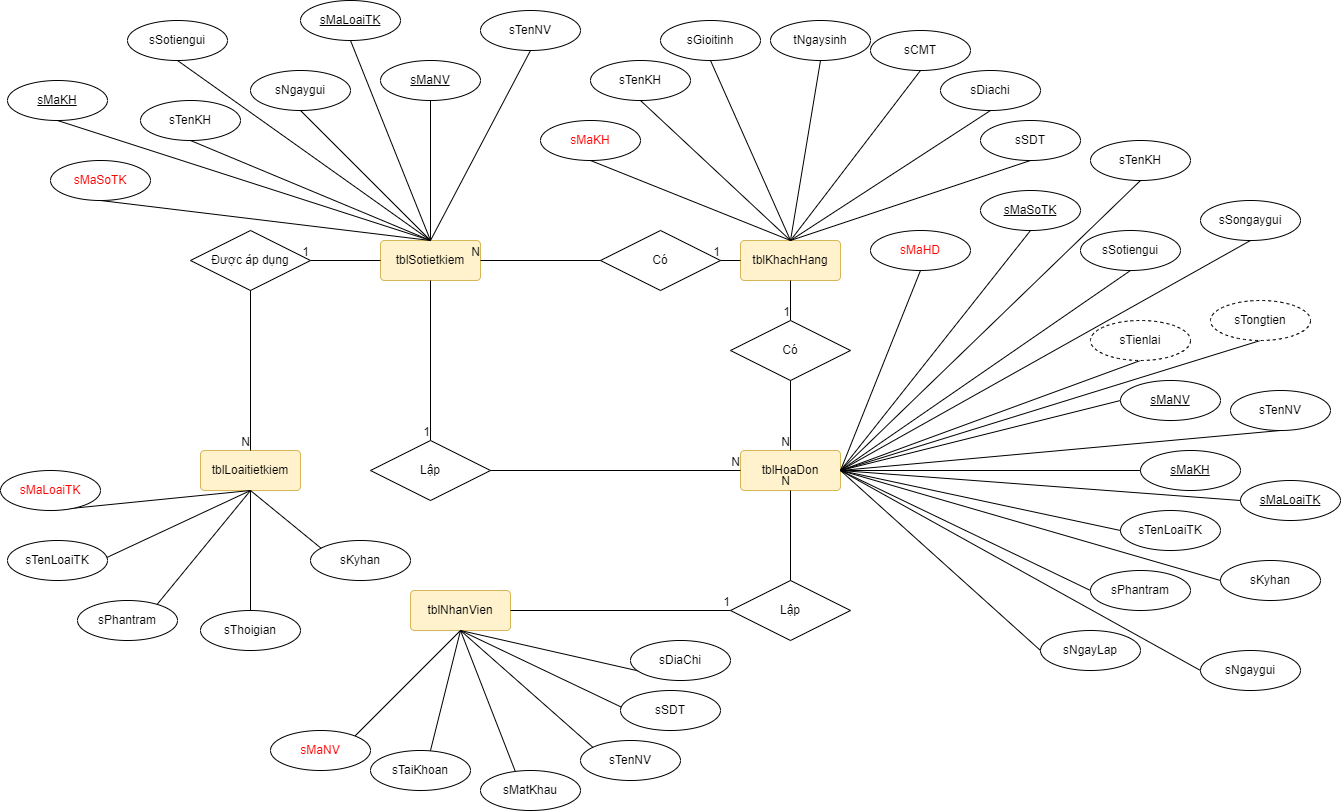 sMaLoaiTK
sSotiengui
sTenNV
sNgaygui
sMaNV
sMaKH
sTenKH
sMaSoTK
sGioitinh
tNgaysinh
sCMT
sTenKH
sDiachi
sMaKH
sSDT
sTenKH
sMaSoTK
sSongaygui
sMaHD
sSotiengui
Được áp dụng
1
tblSotietkiem
N
Có
1
tblKhachHang
1
sTongtien
sTienlai
Có
sMaNV
sTenNV
N
1
N
tblLoaitietkiem
Lập
N
tblHoaDon
N
sMaKH
sMaLoaiTK
sMaLoaiTK
sTenLoaiTK
sTenLoaiTK
sKyhan
sKyhan
sPhantram
sPhantram
sThoigian
tblNhanVien
1
Lập
sNgayLap
sNgaygui
sDiaChi
sSDT
sMaNV
sTenNV
sTaiKhoan
sMatKhau